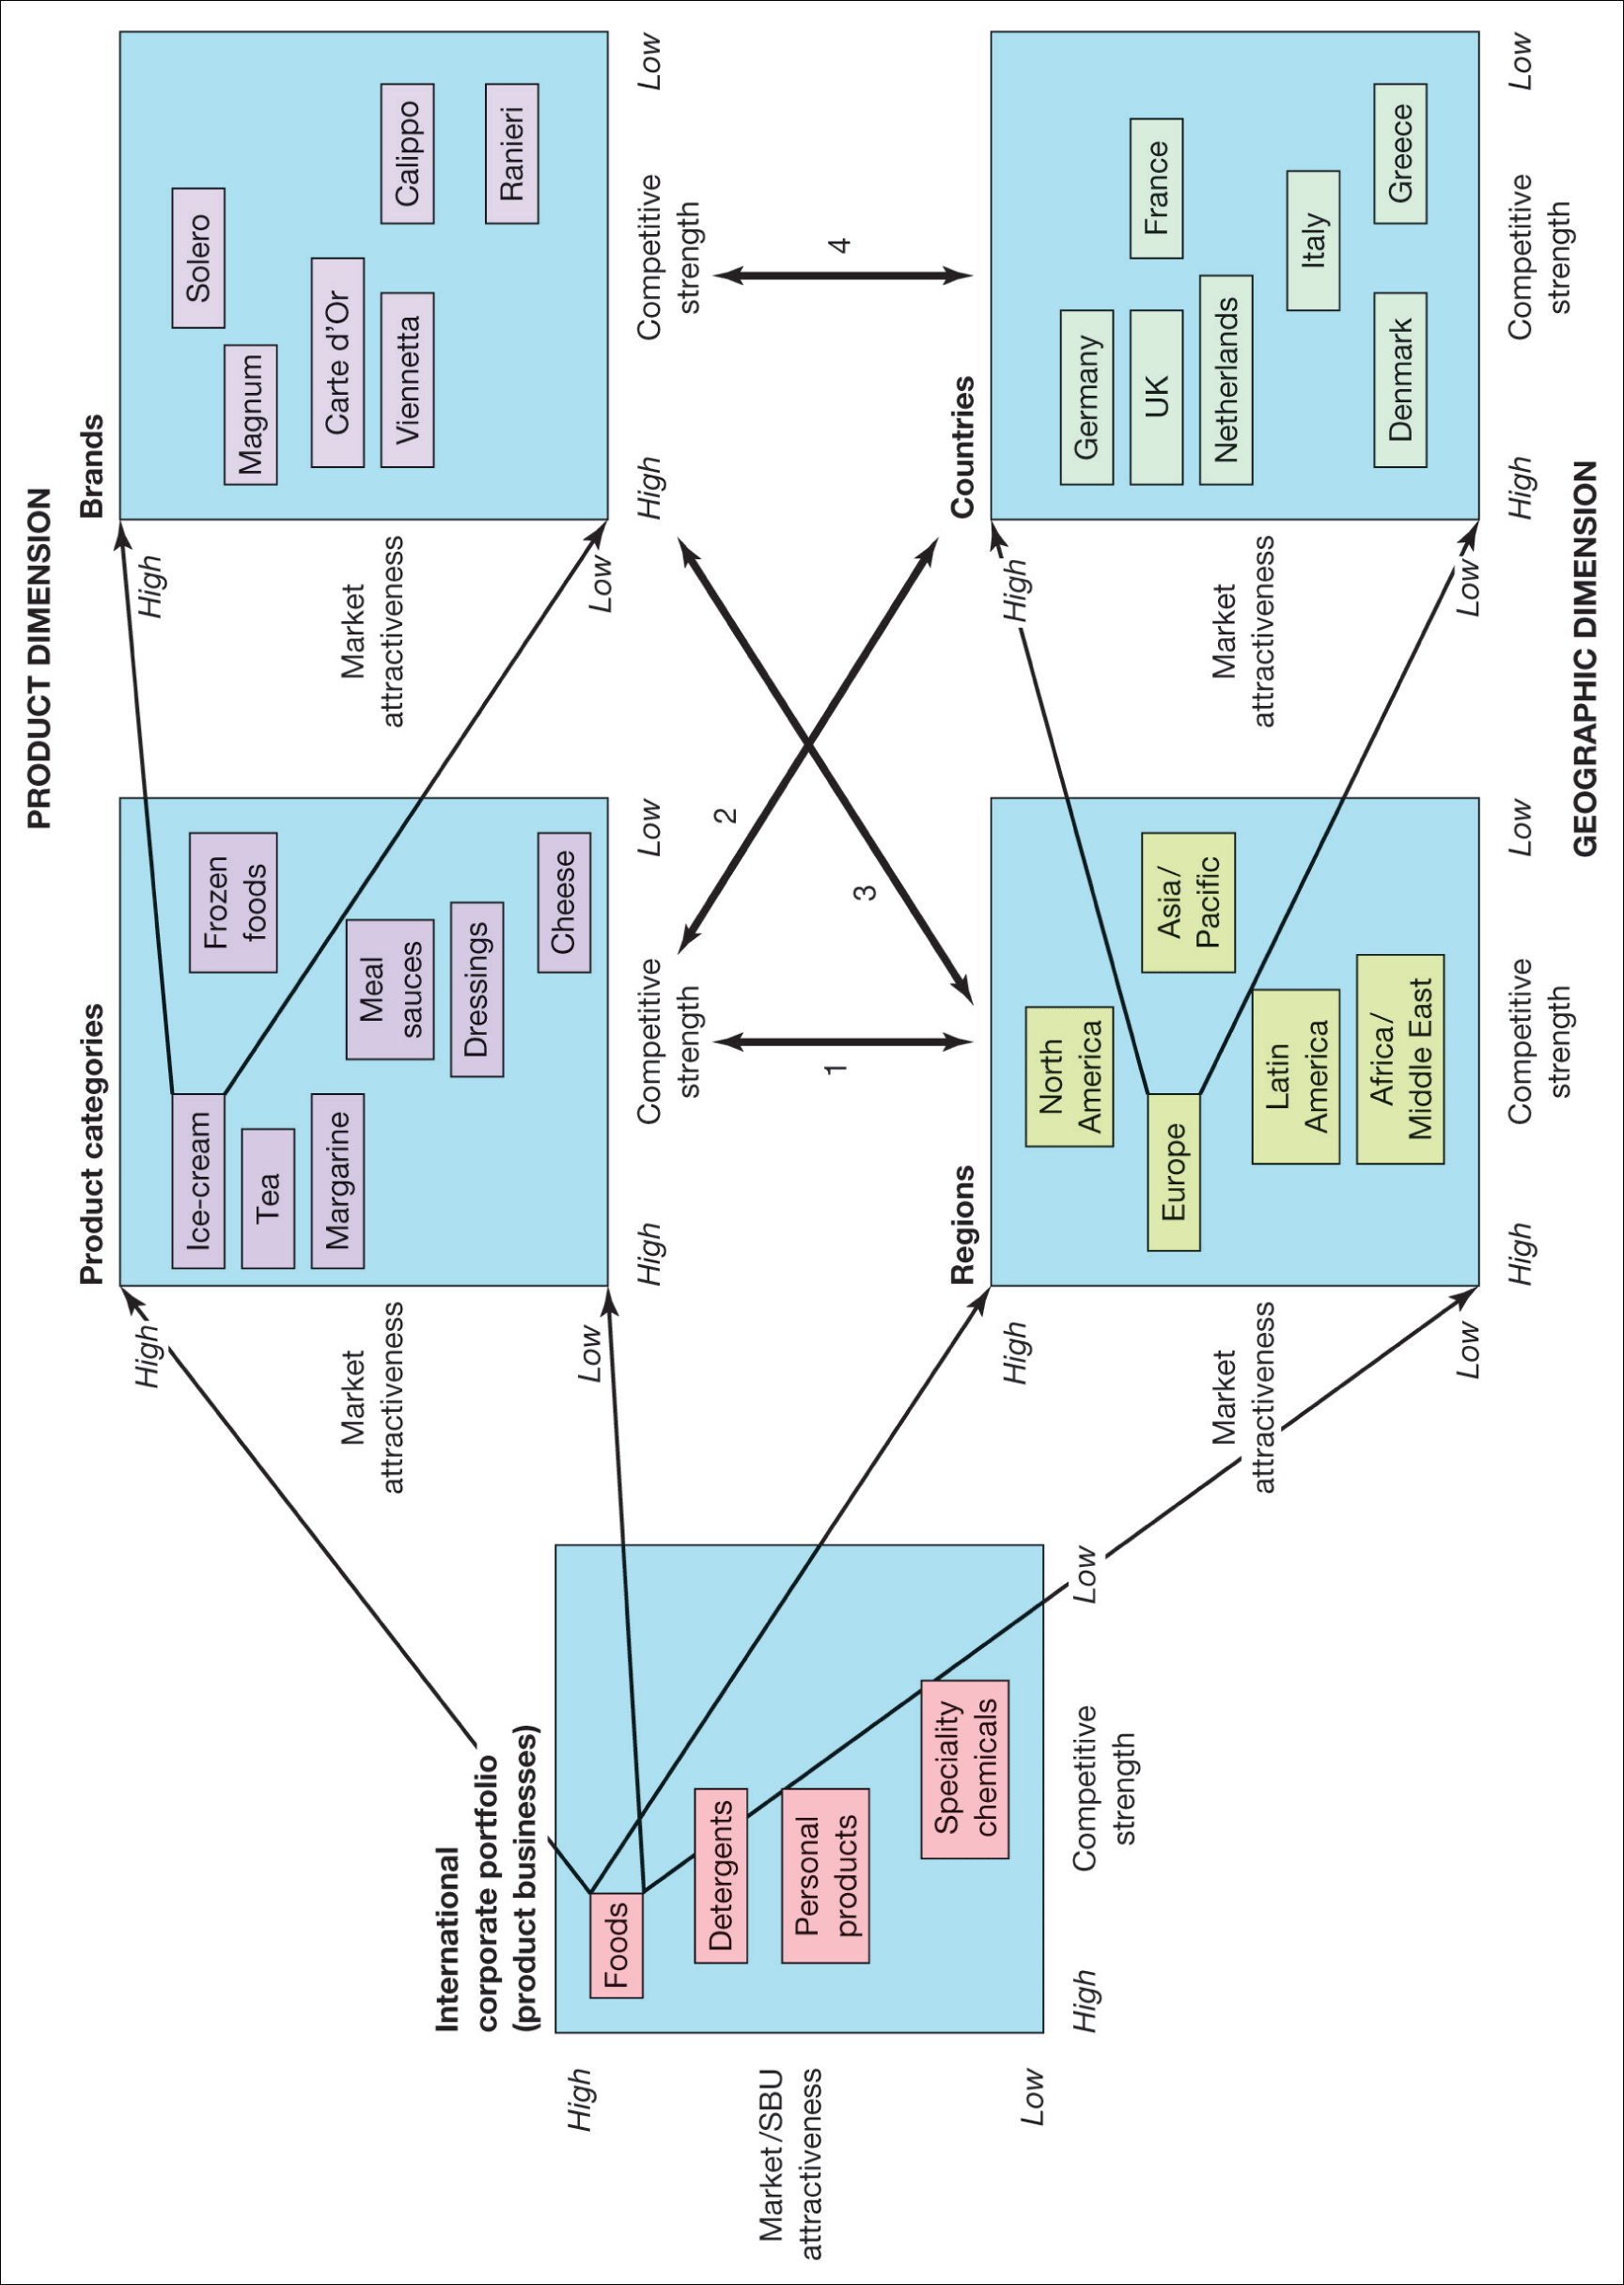 PRODUCT DIMENSION
Product categories
High
Market
attractiveness
Low
Ice-cream
Tea
Margarine
Frozen
foods
Meal
sauces
Dressings
Cheese
High
Competitive
strength
Low
Brands
High
Market
attractiveness
Low
Solero
Magnum
Carte d'Or
Viennetta
Calippo
Ranieri
High
Competitive
strength
Low
International
corporate portfolio
(product businesses)
High
Market/SBU
attractiveness
Low
Foods
Detergents
Personal
products
Speciality
chemicals
High
Competitive
strength
Low
1
2
3
4
Regions
High
Market
attractiveness
Low
North
America
Europe
Asia/
Pacific
Latin
America
Africa/
Middle East
High
Competitive
strength
Low
Countries
High
Market
attractiveness
Low
Germany
UK
France
Netherlands
Italy
Denmark
Greece
High
Competitive
strength
Low
GEOGRAPHIC DIMENSION